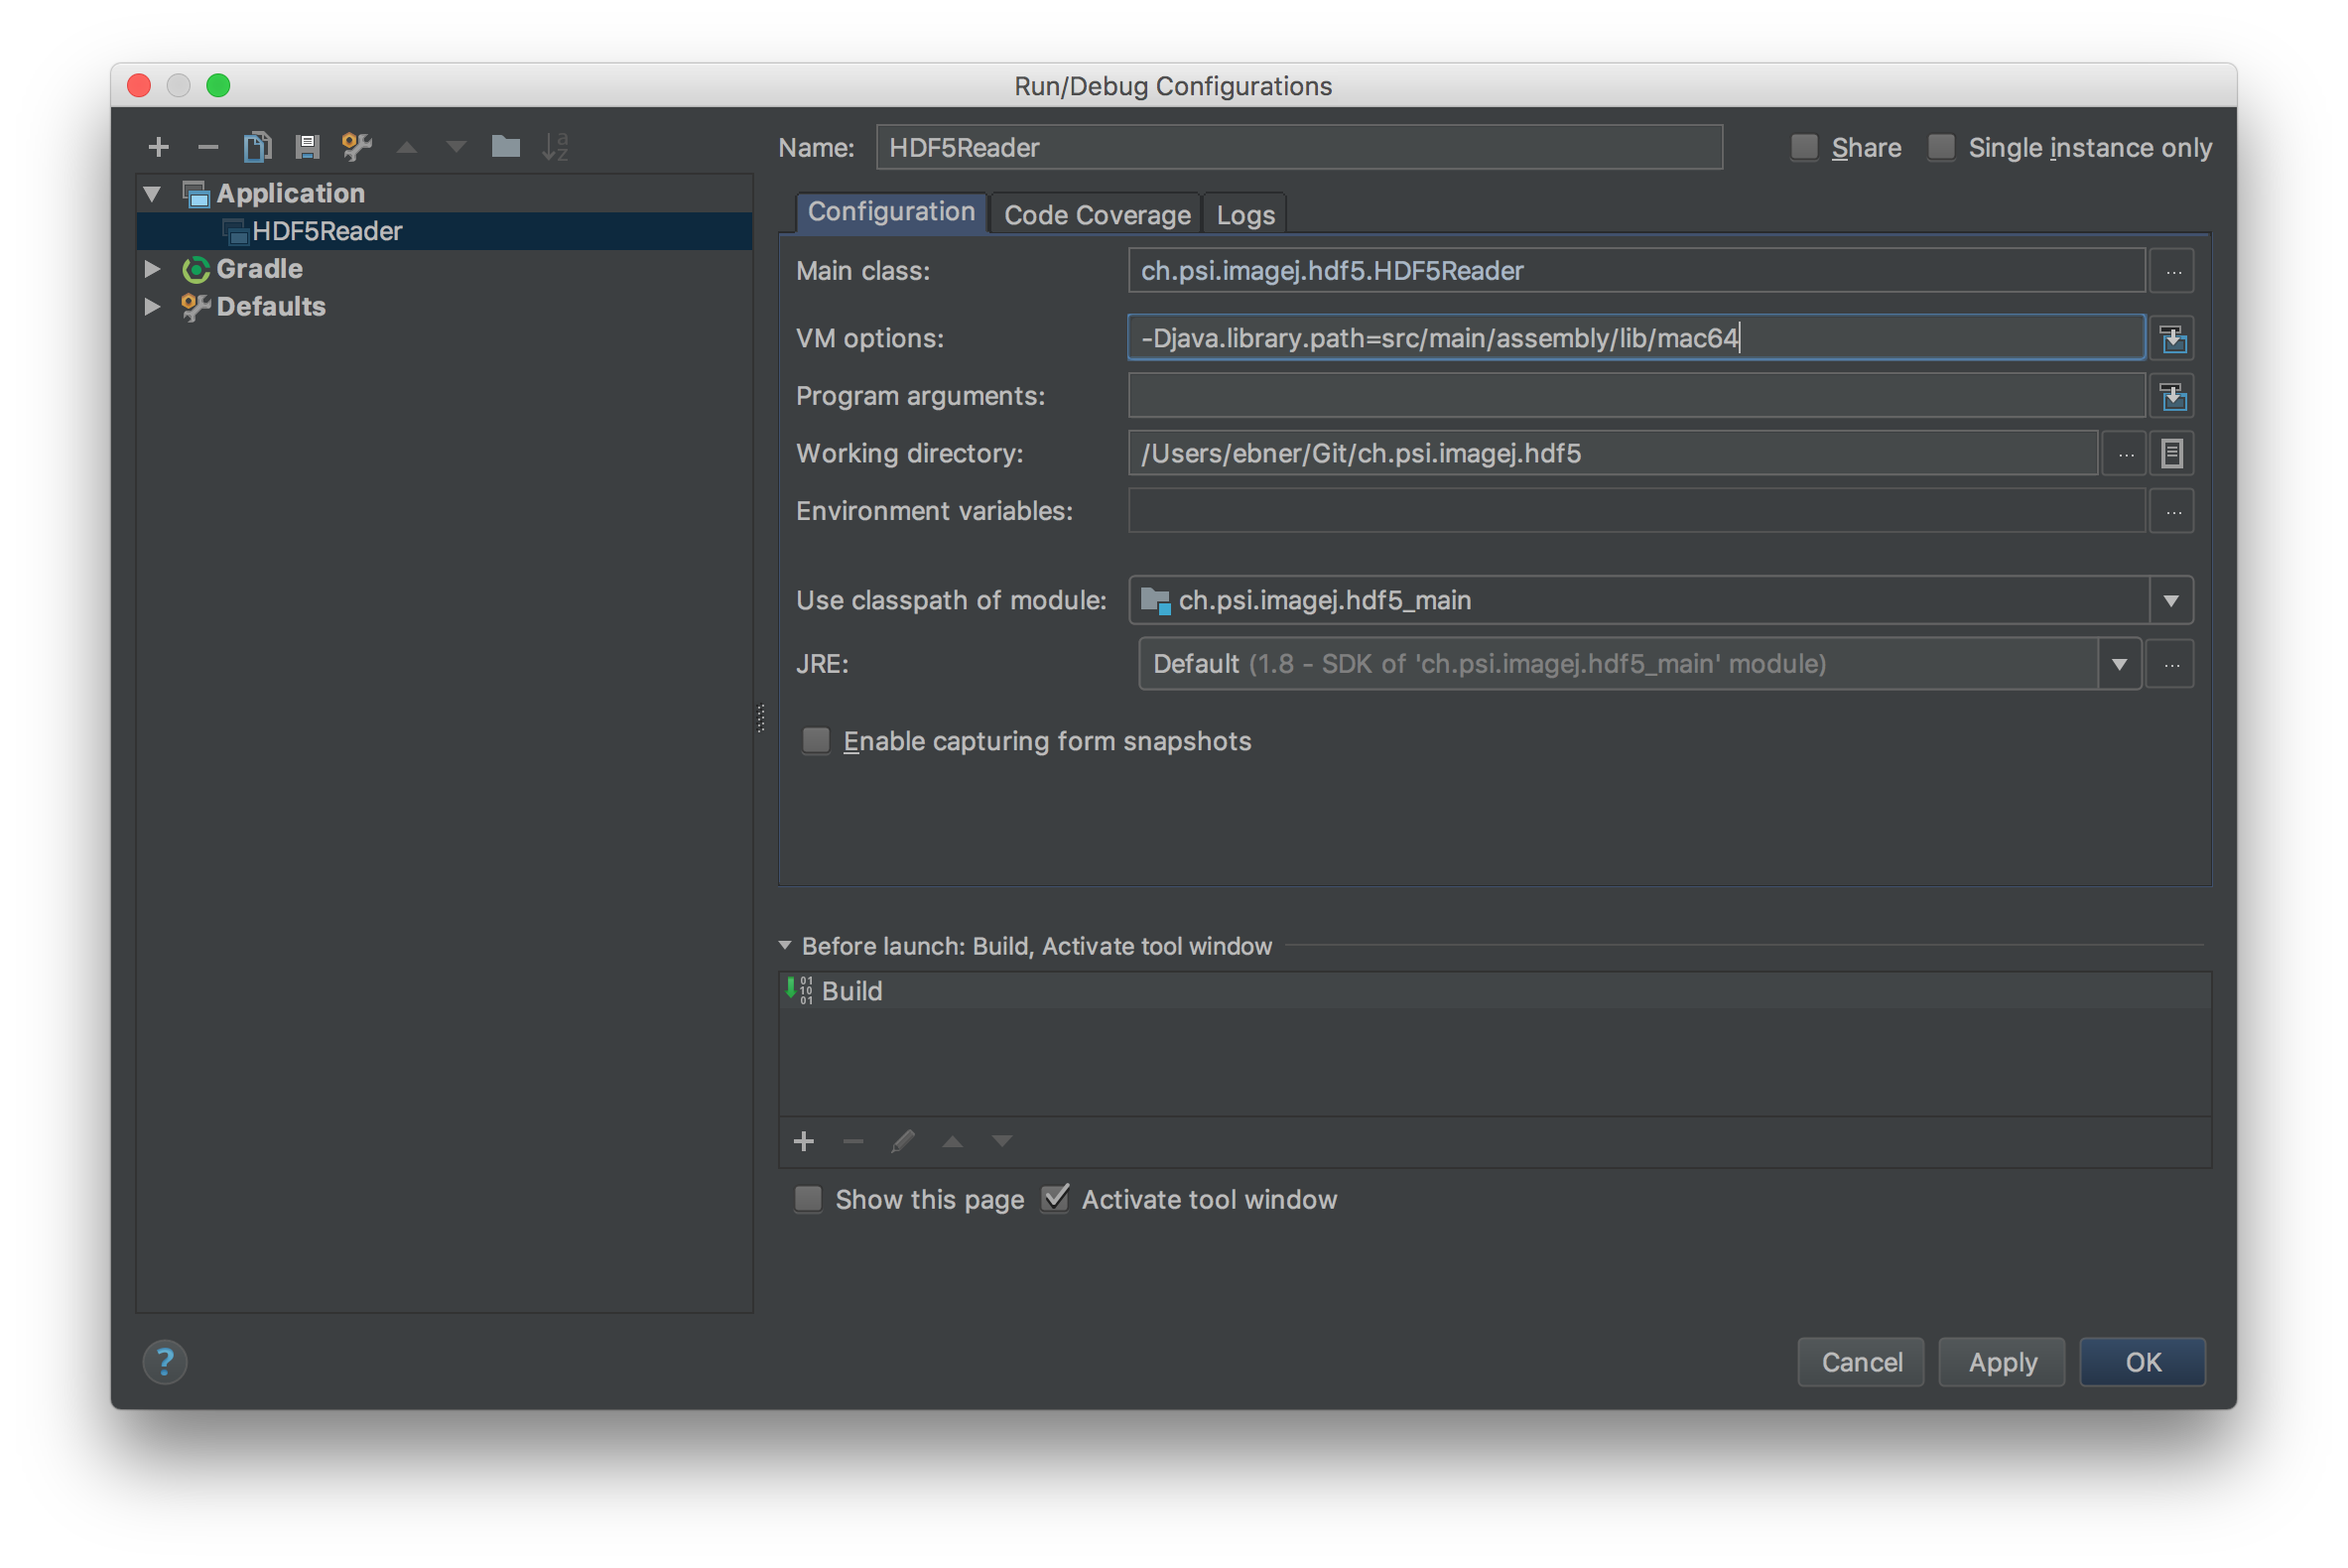 Run/Debug Configurations
Name: HDF5Reader Share Single instance only
Application
HDF5Reader
Gradle
Defaults
Configuration Code Coverage Logs
Main class: ch.psi.imagej.hdf5.HDF5Reader ...
VM options: -Djava.library.path=src/main/assembly/lib/mac64
Program arguments:
Working directory: /Users/ebner/Git/ch.psi.imagej.hdf5 ...
Environment variables: ...
Use classpath of module: ch.psi.imagej.hdf5_main
JRE: Default (1.8 - SDK of 'ch.psi.imagej.hdf5_main' module) ...
Enable capturing form snapshots
Before launch: Build, Activate tool window
Build
Show this page Activate tool window
? Cancel Apply OK